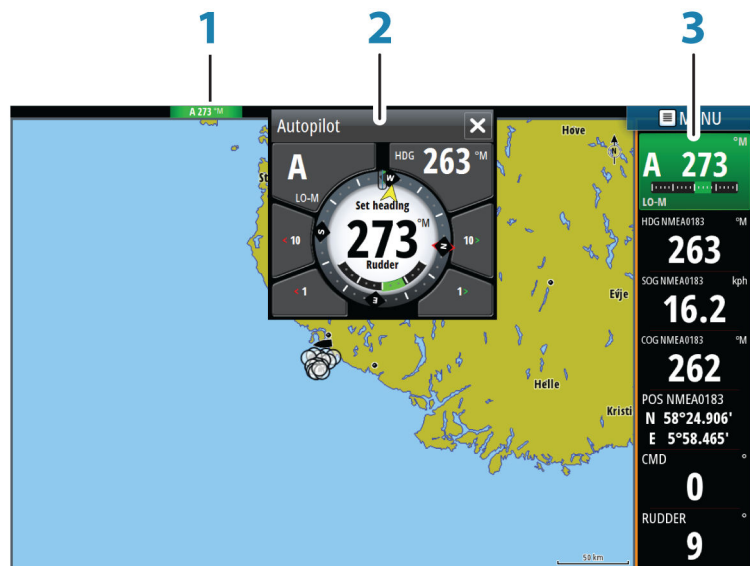 1 2 3
A 273 °M
Autopilot
A
LO-M
HDG 263 °M
W
S
N
E
Set heading
273 °M
Rudder
< 10
10 >
< 1
1 >
St
Hove
N
Evje
Helle
Kristi
50 km
MENU
°M
A 273
LO-M
HDG NMEA0183 °M
263
SOG NMEA0183 kph
16.2
COG NMEA0183 °M
262
POS NMEA0183
N 58°24.906'
E 5°58.465'
CMD °
0
RUDDER °
9